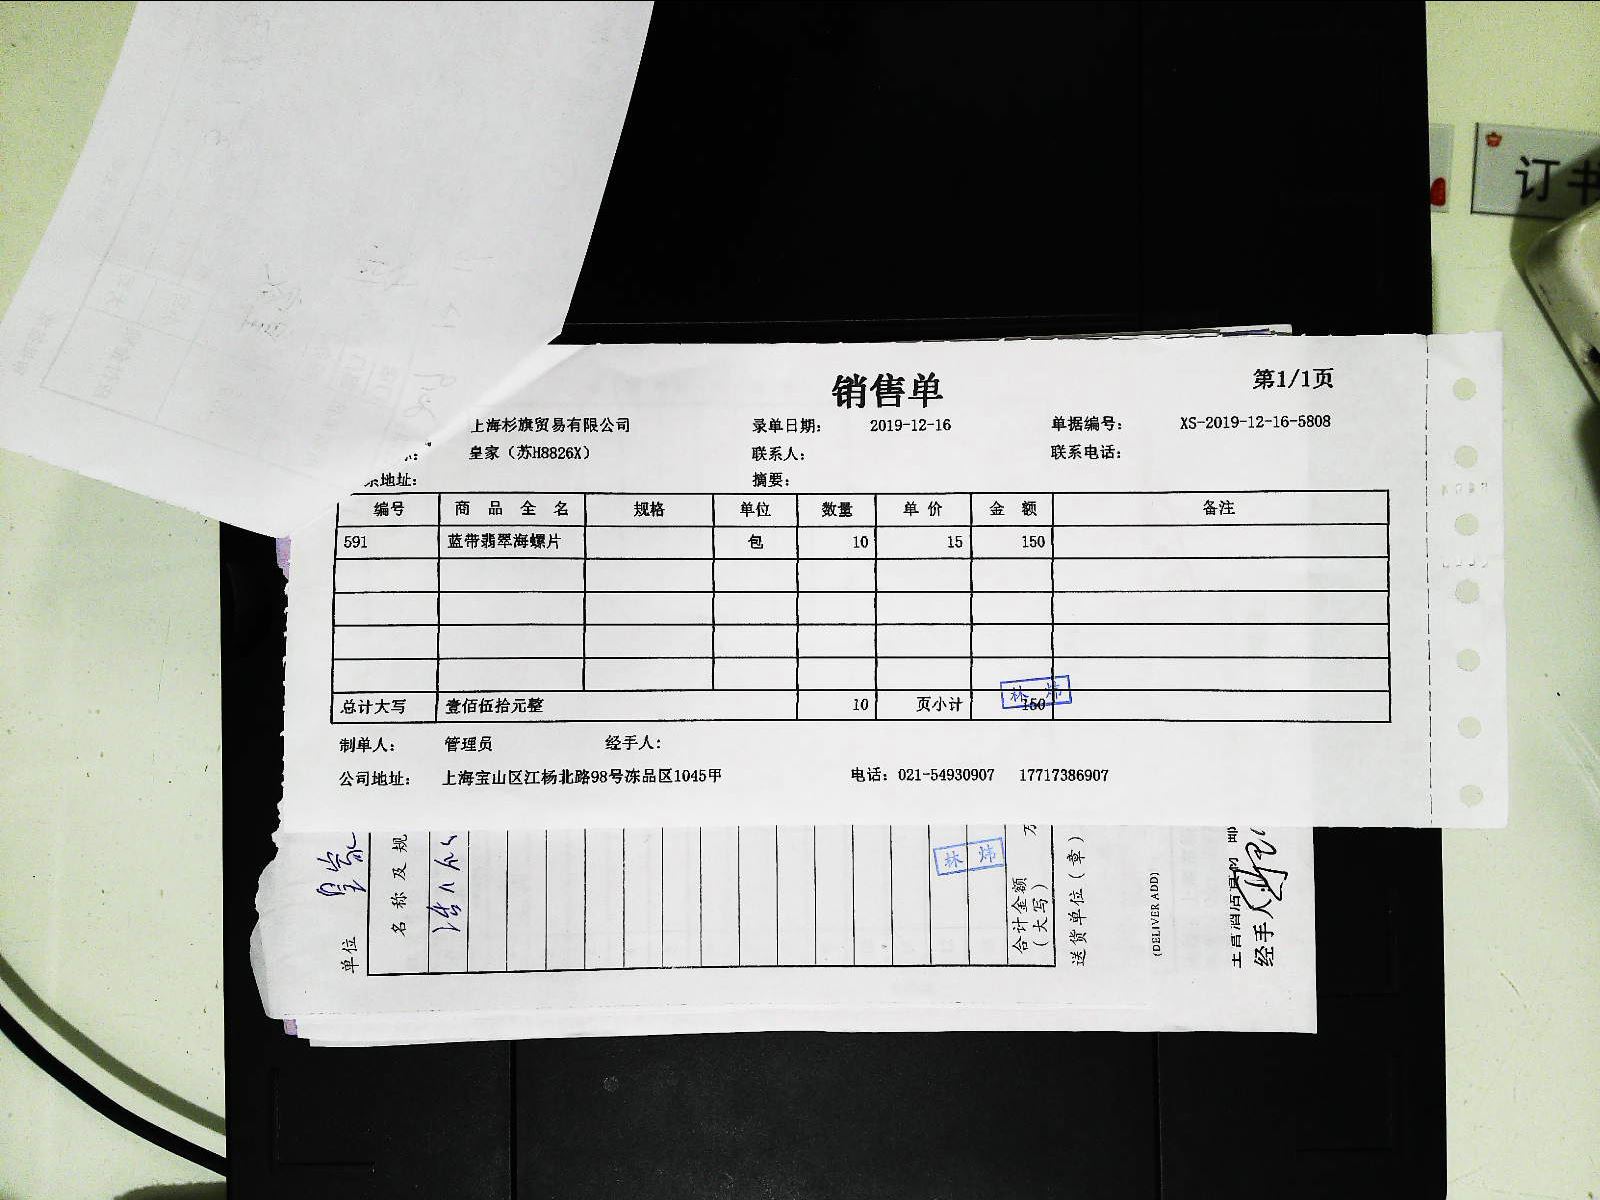 订书
销售单
第1/1页
上海杉旗贸易有限公司 录单日期: 2019-12-16 单据编号: XS-2019-12-16-5808
皇家（苏H8826X） 联系人: 联系电话:
地址: 摘要:
编号 商品全名 规格 单位 数量 单价 金额 备注
591 蓝带翡翠海螺片 包 10 15 150
总计大写 壹佰伍拾元整 10 页小计 150
林炜
制单人: 管理员 经手人:
公司地址: 上海宝山区江杨北路98号冻品区1045甲 电话: 021-54930907 17717386907
单位 皇家
名称及规
林炜
合计金额
（大写）
送货单位（章）
(DELIVER ADD)
经手人